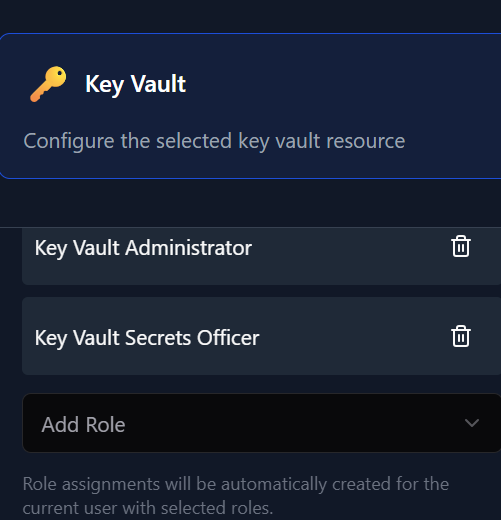 Key Vault
Configure the selected key vault resource
Key Vault Administrator
Key Vault Secrets Officer
Add Role
Role assignments will be automatically created for the
current user with selected roles.